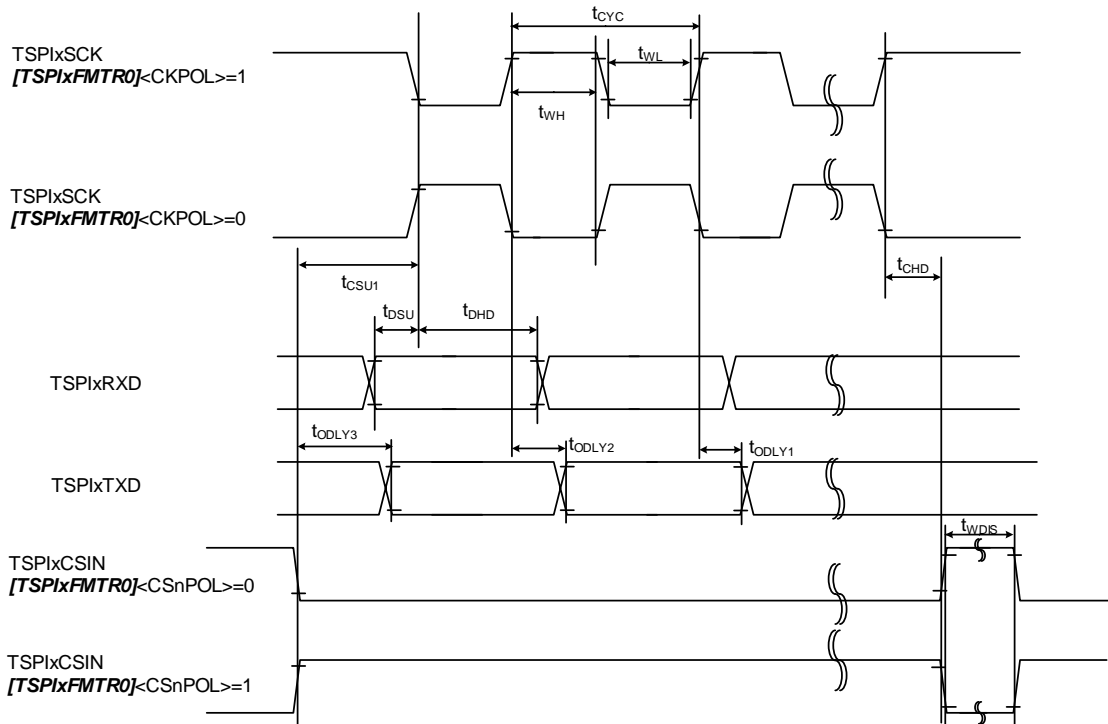 tCYC
TSPIxSCK
[TSPIxFMTR0]<CKPOL>=1
tWL
tWH
TSPIxSCK
[TSPIxFMTR0]<CKPOL>=0
tCSU1
tCHD
tDSU
tDHD
TSPIxRXD
tODLY3
tODLY2
tODLY1
TSPIxTXD
tWDIS
TSPIxCSIN
[TSPIxFMTR0]<CSnPOL>=0
TSPIxCSIN
[TSPIxFMTR0]<CSnPOL>=1